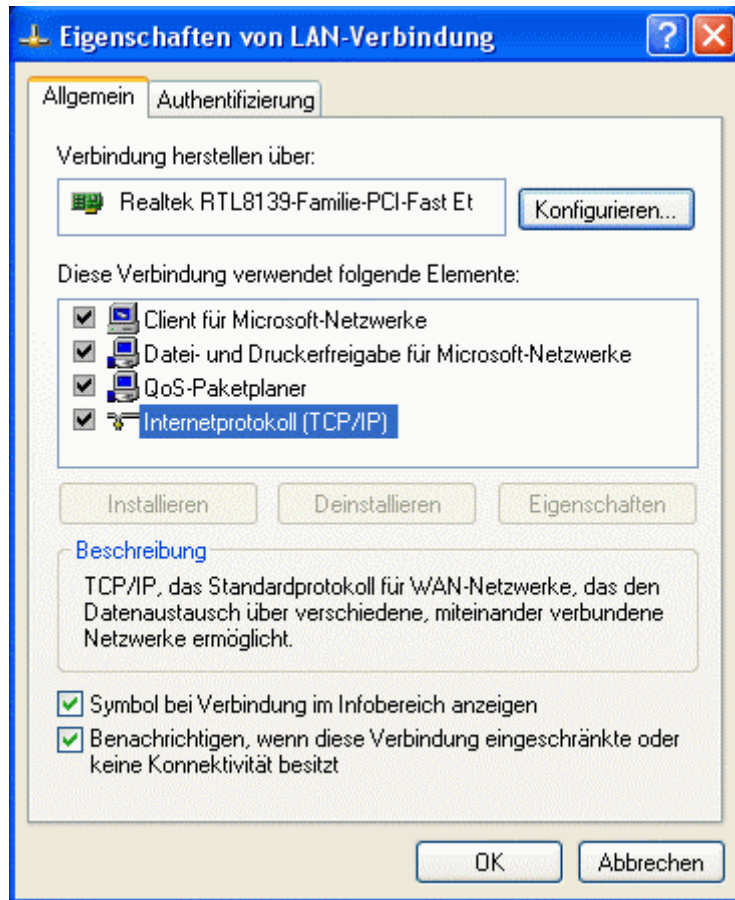 Eigenschaften von LAN-Verbindung
Allgemein
Authentifizierung
Verbindung herstellen über:
Realtek RTL8139-Familie-PCI-Fast Et
Konfigurieren...
Diese Verbindung verwendet folgende Elemente:
Client für Microsoft-Netzwerke
Datei- und Druckerfreigabe für Microsoft-Netzwerke
QoS-Paketplaner
Internetprotokoll (TCP/IP)
Installieren
Deinstallieren
Eigenschaften
Beschreibung
TCP/IP, das Standardprotokoll für WAN-Netzwerke, das den
Datenaustausch über verschiedene, miteinander verbundene
Netzwerke ermöglicht.
Symbol bei Verbindung im Infobereich anzeigen
Benachrichtigen, wenn diese Verbindung eingeschränkte oder
keine Konnektivität besitzt
OK
Abbrechen